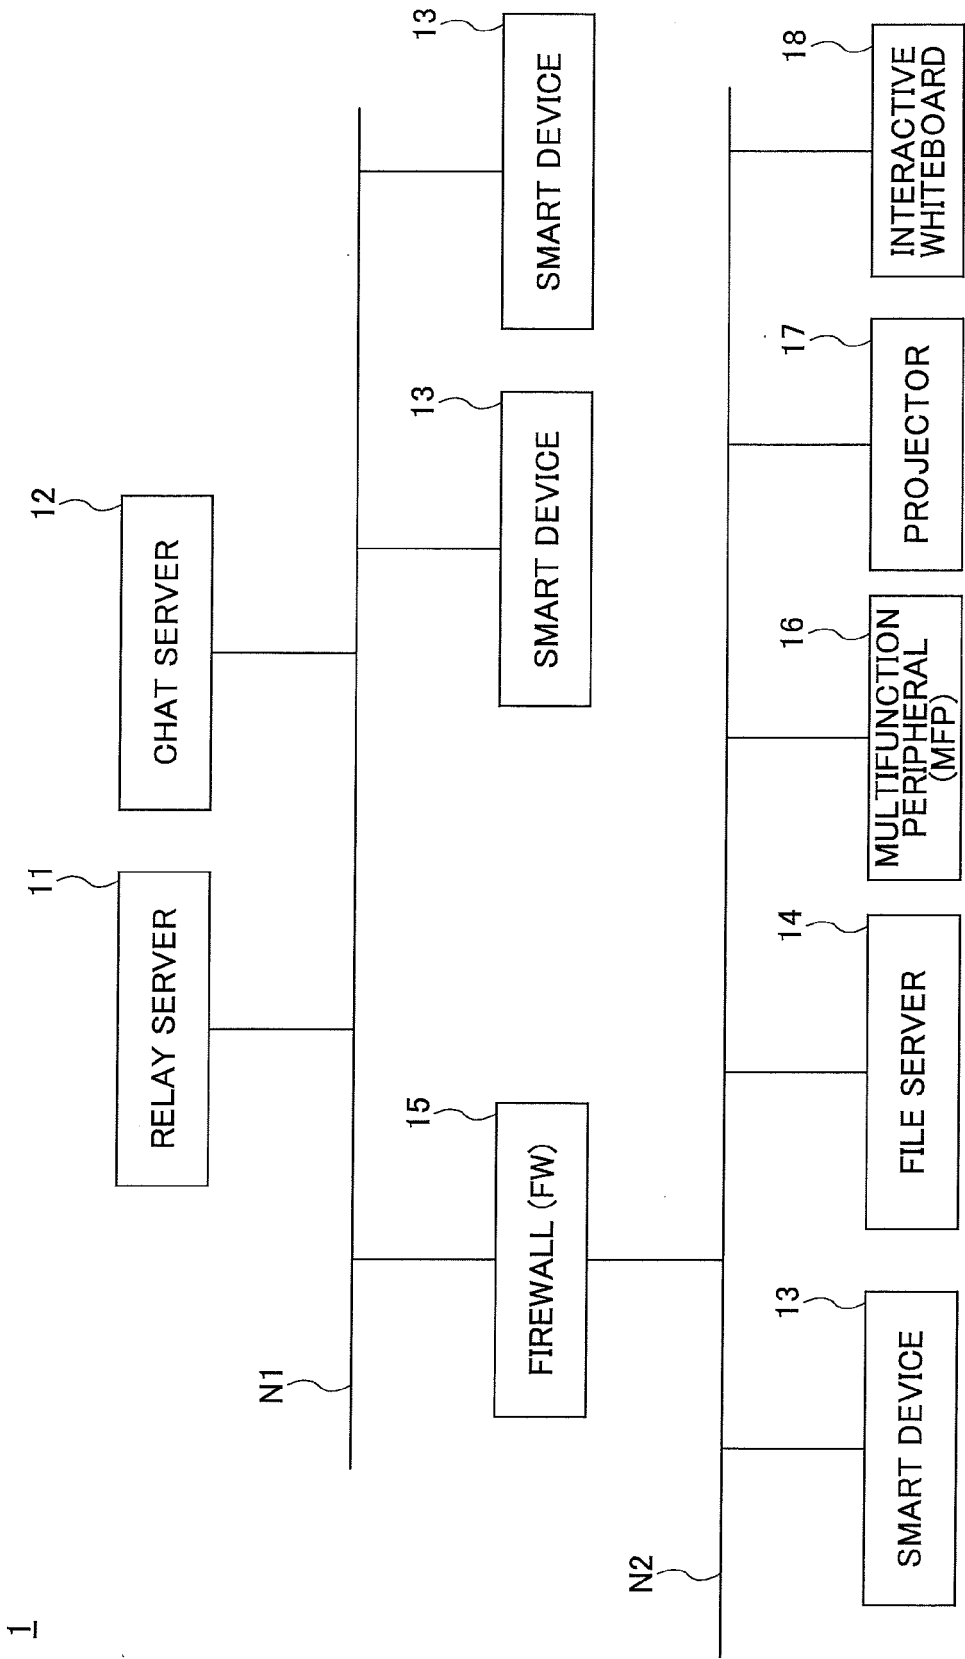 1
11
RELAY SERVER
12
CHAT SERVER
N1
15
FIREWALL (FW)
13
SMART DEVICE
13
SMART DEVICE
N2
13
SMART DEVICE
14
FILE SERVER
16
MULTIFUNCTION
PERIPHERAL
(MFP)
17
PROJECTOR
18
INTERACTIVE
WHITEBOARD